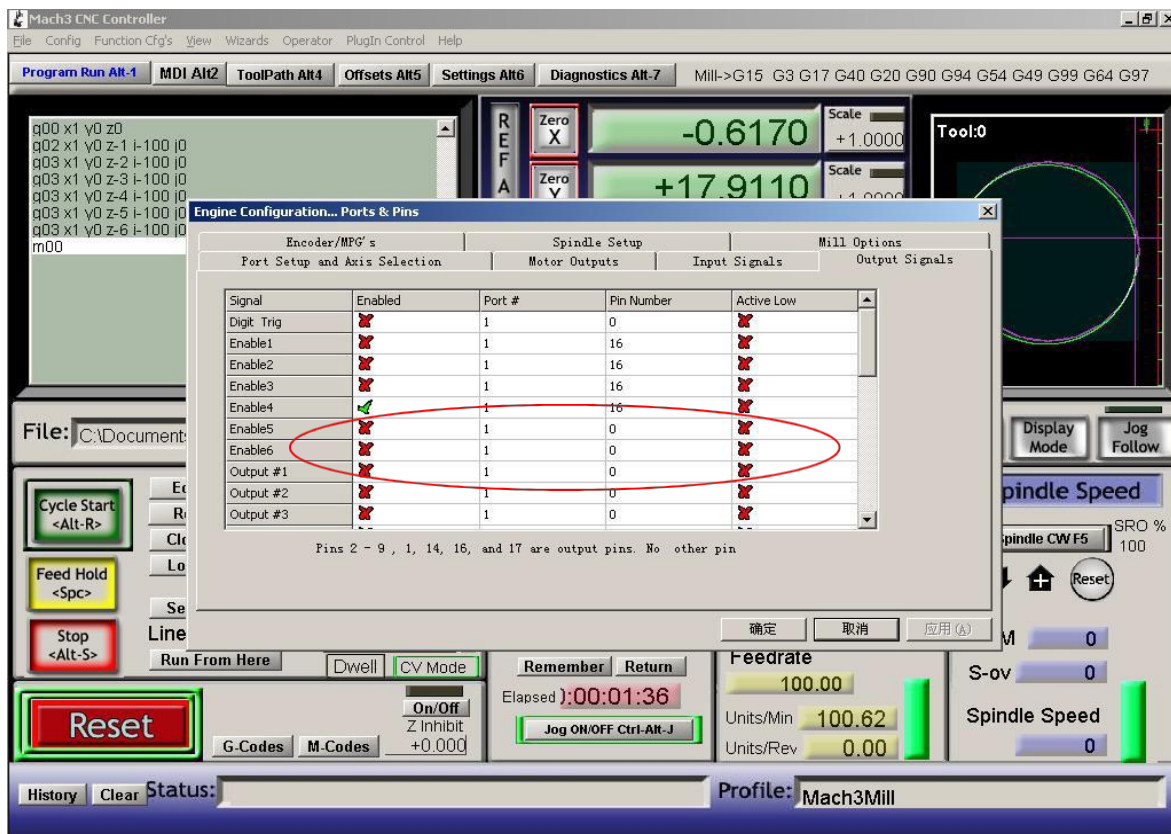 Mach3 CNC Controller
File Config Function Cfg's View Wizards Operator PlugIn Control Help
Program Run Alt-1 MDI Alt2 ToolPath Alt4 Offsets Alt5 Settings Alt6 Diagnostics Alt-7 Mill->G15 G3 G17 G40 G20 G90 G94 G54 G49 G99 G64 G97
g00 x1 y0 z0
g02 x1 y0 z-1 i-100 j0
g03 x1 y0 z-2 i-100 j0
g03 x1 y0 z-3 i-100 j0
g03 x1 y0 z-4 i-100 j0
g03 x1 y0 z-5 i-100 j0
g03 x1 y0 z-6 i-100 j0
m00
R
E
F
A
Zero X -0.6170 Scale +1.0000
Zero Y +17.9110 Scale
Tool:0
Engine Configuration... Ports & Pins
Encoder/MPG's Spindle Setup Mill Options
Port Setup and Axis Selection Motor Outputs Input Signals Output Signals
Signal Enabled Port # Pin Number Active Low
Digit Trig 1 0
Enable1 1 16
Enable2 1 16
Enable3 1 16
Enable4 1 16
Enable5 1 0
Enable6 1 0
Output #1 1 0
Output #2 1 0
Output #3 1 0
Pins 2 - 9 , 1, 14, 16, and 17 are output pins. No other pin
确定 取消 应用(A)
File: C:\Documents
Display Mode
Jog Follow
Cycle Start
<Alt-R>
Feed Hold
<Spc>
Stop
<Alt-S>
Line
Run From Here
Dwell CV Mode
Reset
G-Codes M-Codes
On/Off
Z Inhibit
+0.000
Remember Return
Elapsed 00:01:36
Jog ON/OFF Ctrl-Alt-J
Feedrate
100.00
Units/Min 100.62
Units/Rev 0.00
pindle Speed
Spindle CW F5
SRO %
100
Reset
0
S-ov 0
Spindle Speed
0
History Clear Status:
Profile: Mach3Mill